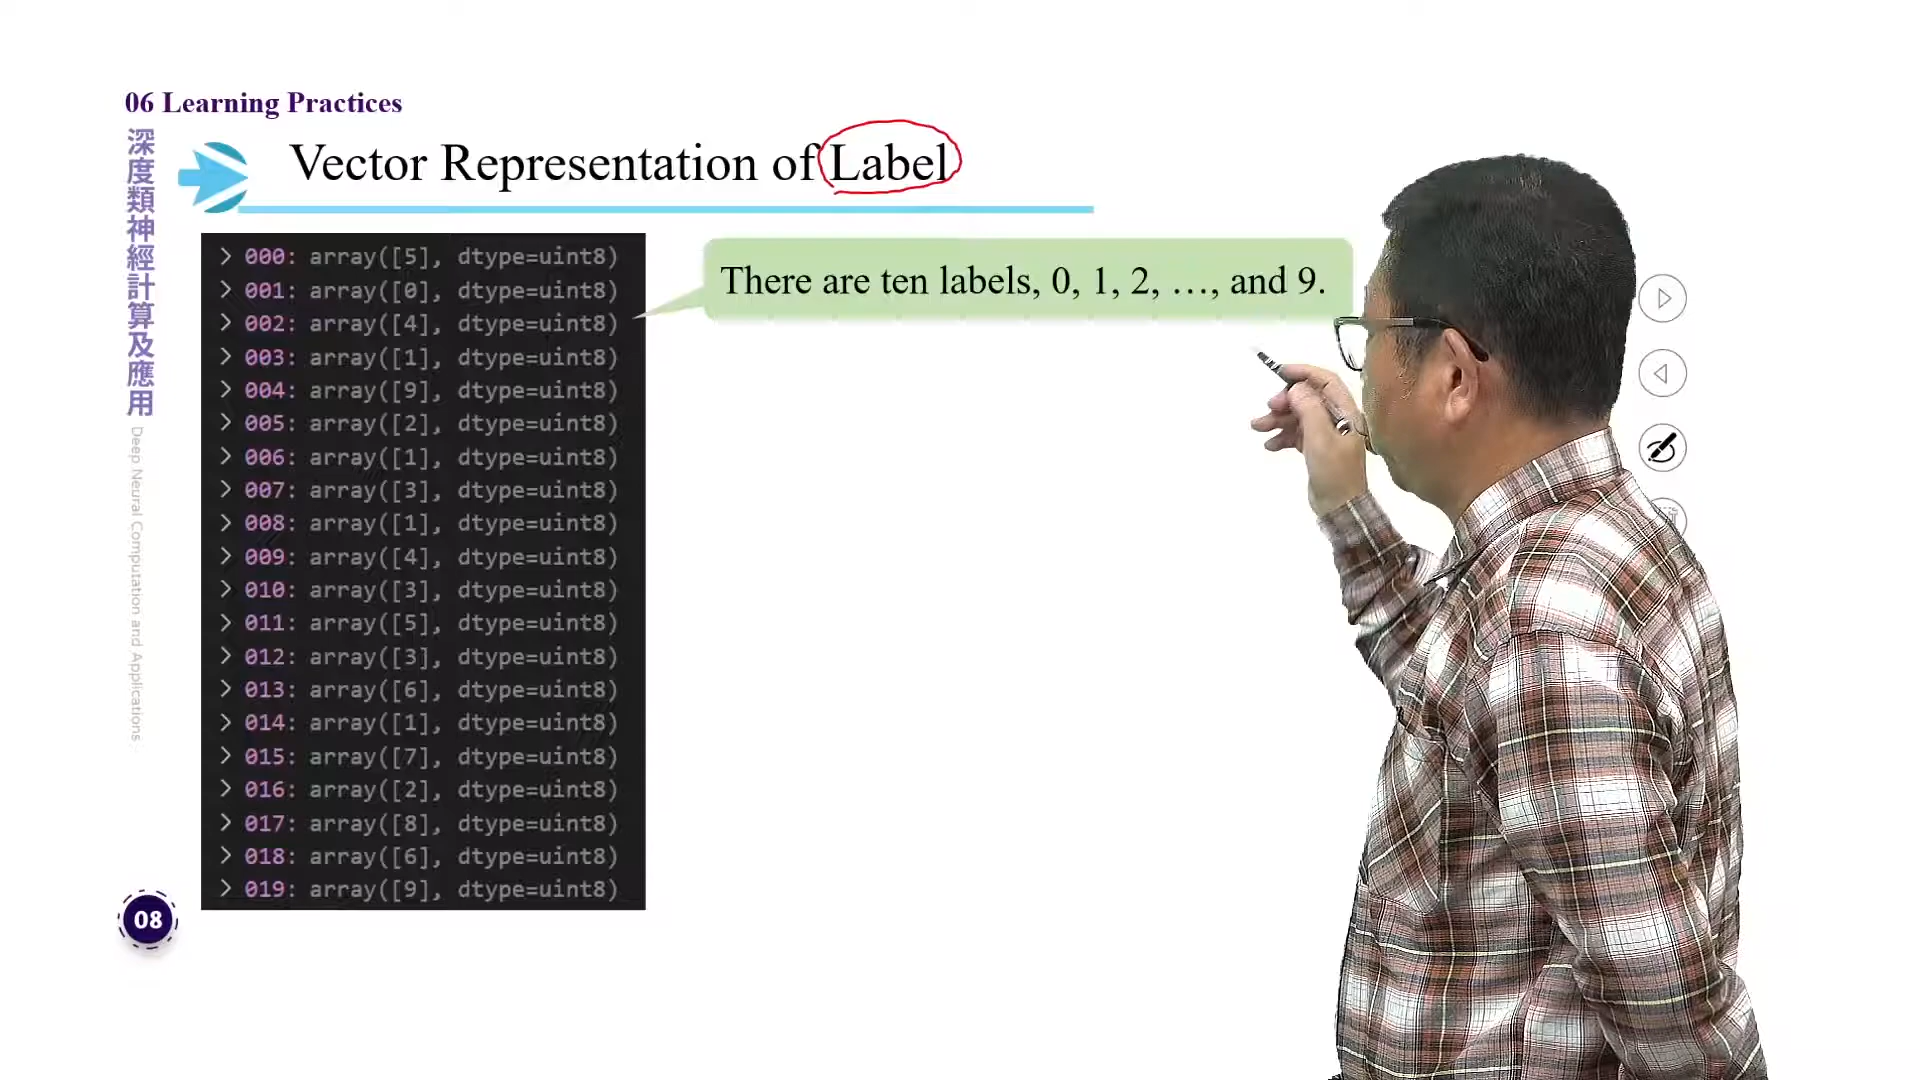 06 Learning Practices
深度類神經計算及應用
Deep Neural Computation and Applications
Vector Representation of Label
000: array([5], dtype=uint8)
001: array([0], dtype=uint8)
002: array([4], dtype=uint8)
003: array([1], dtype=uint8)
004: array([9], dtype=uint8)
005: array([2], dtype=uint8)
006: array([1], dtype=uint8)
007: array([3], dtype=uint8)
008: array([1], dtype=uint8)
009: array([4], dtype=uint8)
010: array([3], dtype=uint8)
011: array([5], dtype=uint8)
012: array([3], dtype=uint8)
013: array([6], dtype=uint8)
014: array([1], dtype=uint8)
015: array([7], dtype=uint8)
016: array([2], dtype=uint8)
017: array([8], dtype=uint8)
018: array([6], dtype=uint8)
019: array([9], dtype=uint8)
There are ten labels, 0, 1, 2, …, and 9.
08